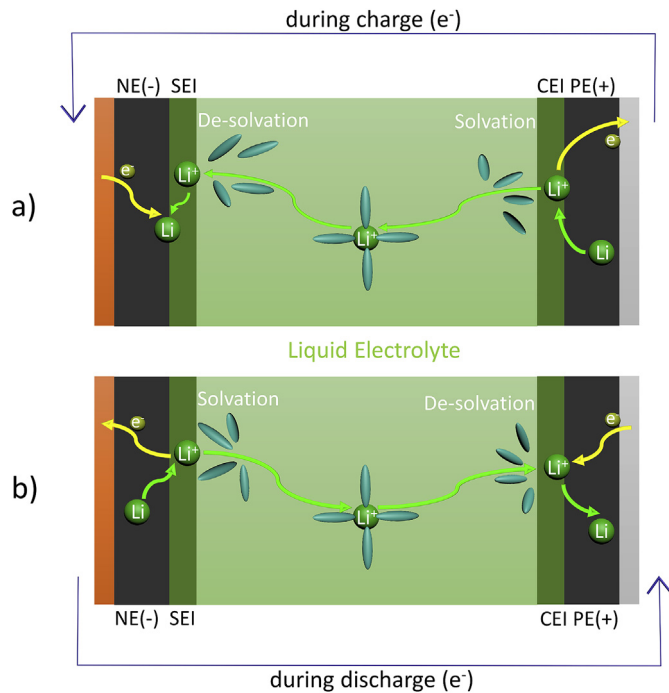 during charge (e⁻)
NE(-) SEI CEI PE(+)
De-solvation Solvation
e⁻ Li⁺ Li⁺ e⁻
a) Li Li⁺ Li
Liquid Electrolyte
Solvation De-solvation
e⁻ Li⁺ Li⁺ e⁻
b) Li Li⁺ Li
NE(-) SEI CEI PE(+)
during discharge (e⁻)